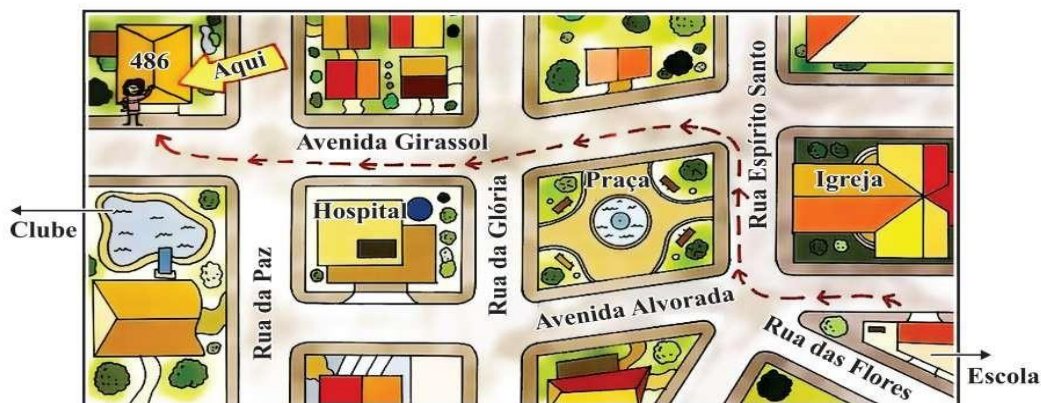 486
Aqui
Avenida Girassol
Rua Espírito Santo
Praça
Igreja
Hospital
Rua da Glória
Clube
Rua da Paz
Avenida Alvorada
Rua das Flores
Escola